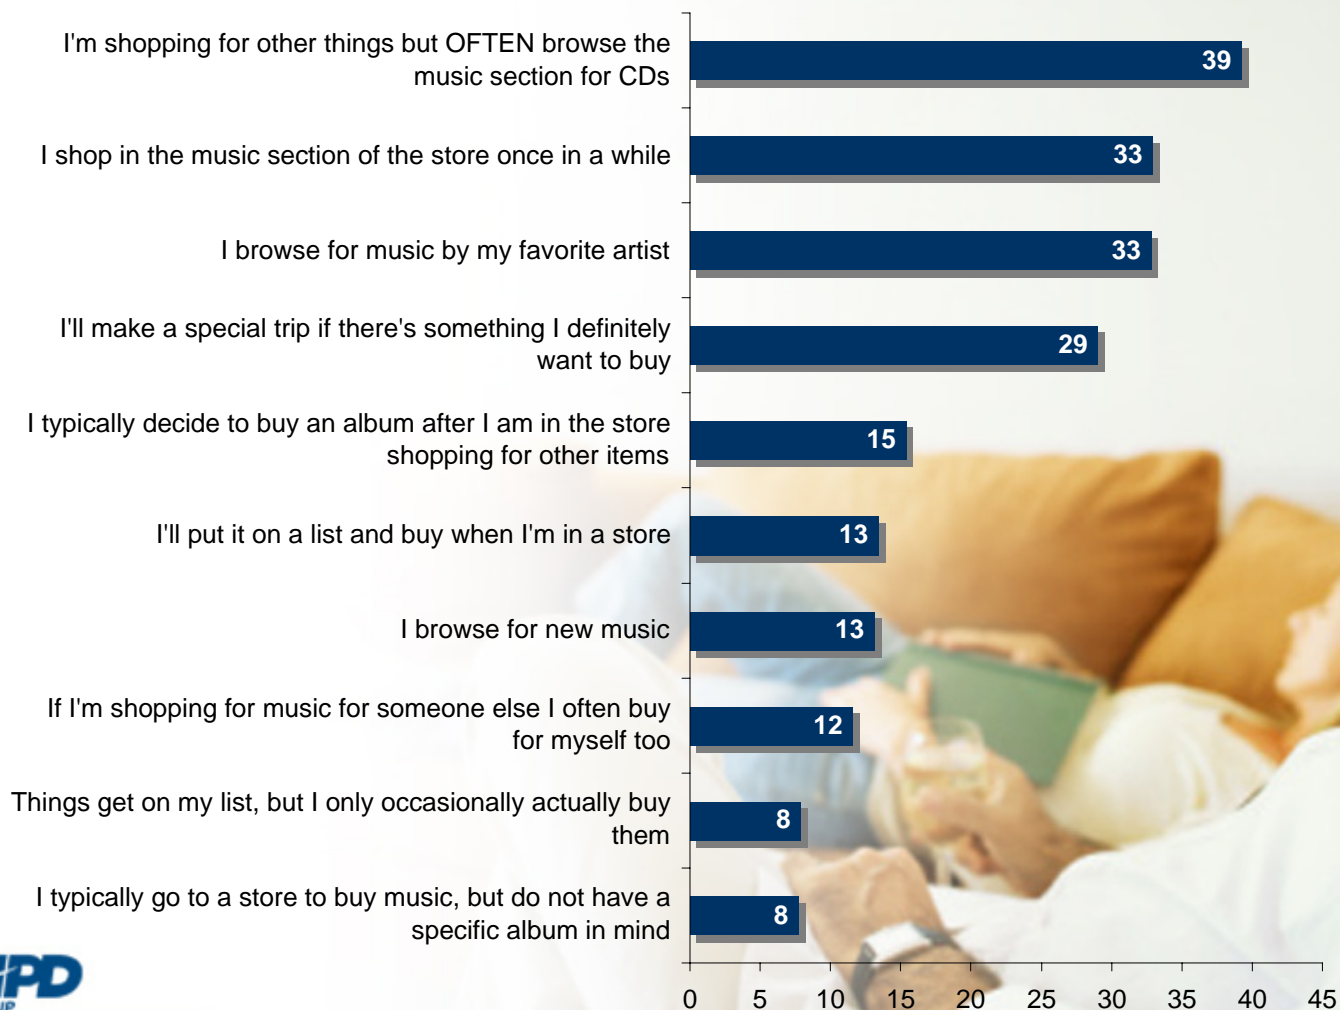 I'm shopping for other things but OFTEN browse the
music section for CDs
39
I shop in the music section of the store once in a while
33
I browse for music by my favorite artist
33
I'll make a special trip if there's something I definitely
want to buy
29
I typically decide to buy an album after I am in the store
shopping for other items
15
I'll put it on a list and buy when I'm in a store
13
I browse for new music
13
If I'm shopping for music for someone else I often buy
for myself too
12
Things get on my list, but I only occasionally actually buy
them
8
I typically go to a store to buy music, but do not have a
specific album in mind
8
0 5 10 15 20 25 30 35 40 45